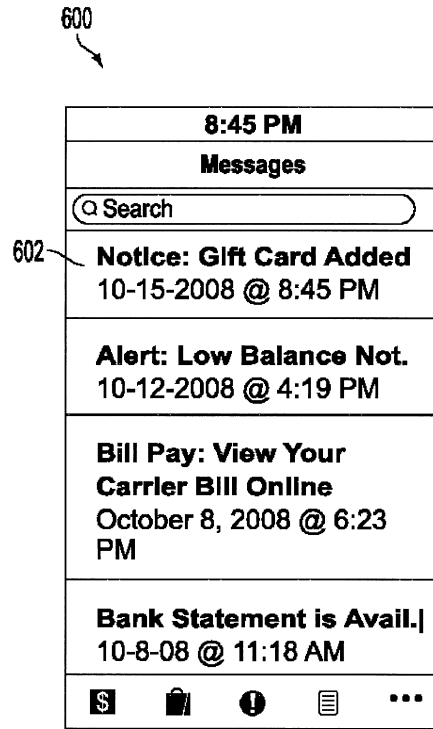 600
8:45 PM
Messages
Search
602
Notice: Gift Card Added
10-15-2008 @ 8:45 PM
Alert: Low Balance Not.
10-12-2008 @ 4:19 PM
Bill Pay: View Your
Carrier Bill Online
October 8, 2008 @ 6:23
PM
Bank Statement is Avail.|
10-8-08 @ 11:18 AM
$